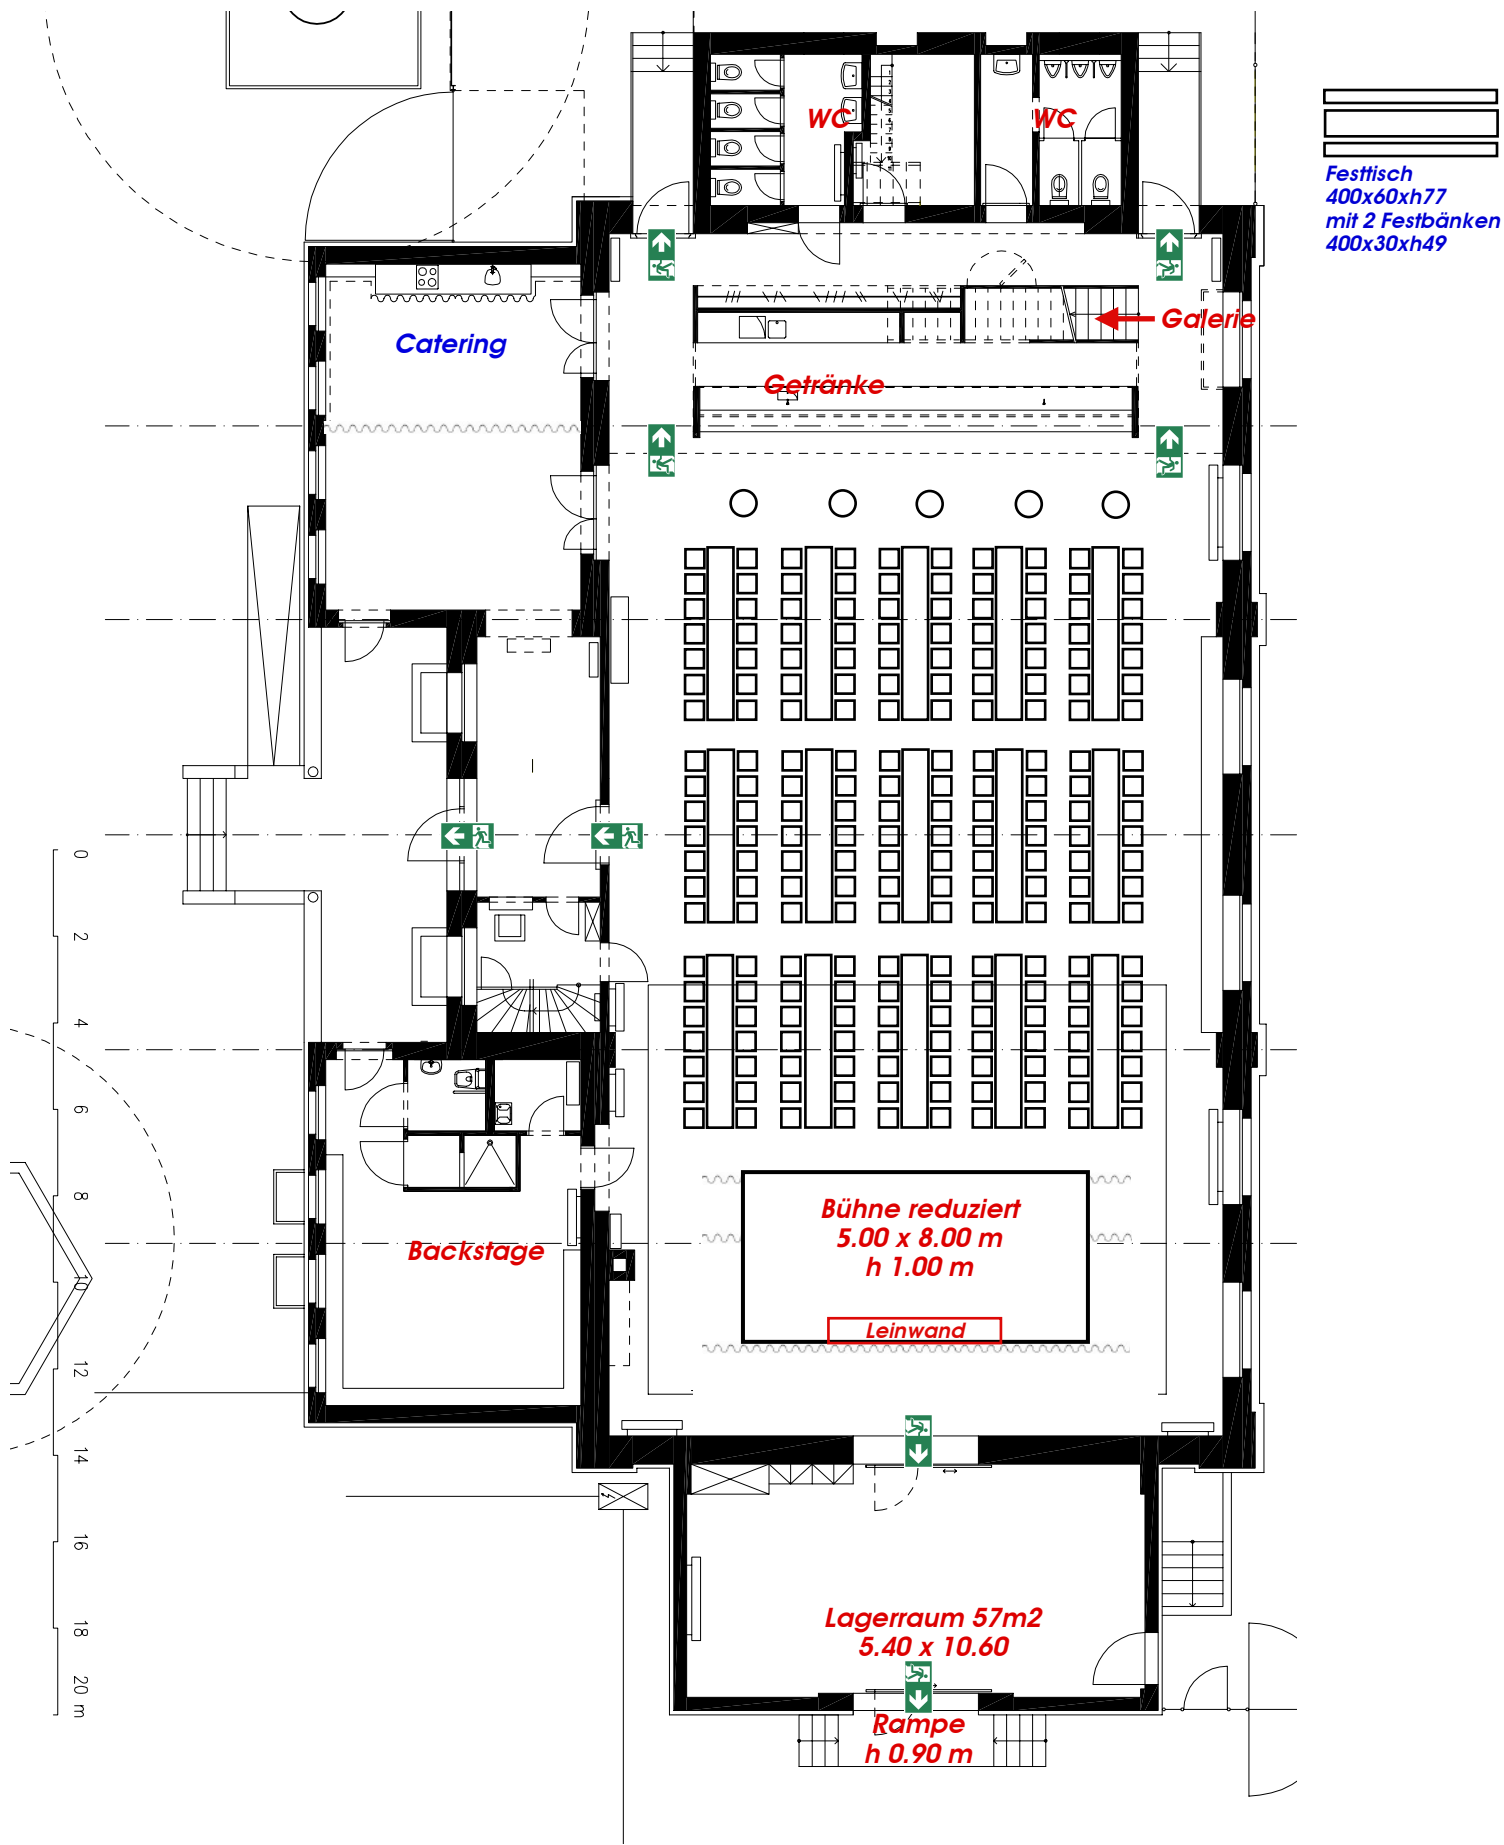 WC
WC
Festtisch
400x60xh77
mit 2 Festbänken
400x30xh49
Galerie
Catering
Getränke
0
2
4
6
8
10
12
14
16
18
20 m
Bühne reduziert
5.00 x 8.00 m
h 1.00 m
Leinwand
Backstage
Lagerraum 57m2
5.40 x 10.60
Rampe
h 0.90 m